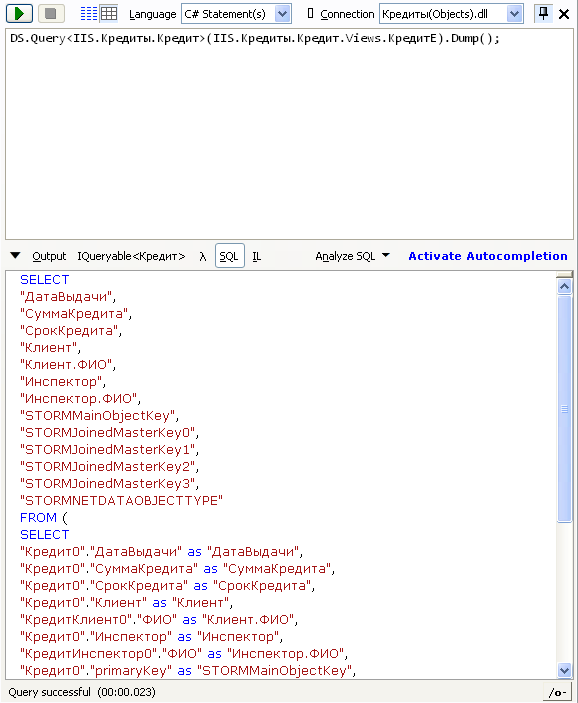 Language C# Statement(s) Connection Кредиты(Objects).dll
DS.Query<IIS.Кредиты.Кредит>(IIS.Кредиты.Кредит.Views.КредитE).Dump();
Output IQueryable<Кредит> λ SQL IL Analyze SQL Activate Autocompletion
SELECT
"ДатаВыдачи",
"СуммаКредита",
"СрокКредита",
"Клиент",
"Клиент.ФИО",
"Инспектор",
"Инспектор.ФИО",
"STORMMainObjectKey",
"STORMJoinedMasterKey0",
"STORMJoinedMasterKey1",
"STORMJoinedMasterKey2",
"STORMJoinedMasterKey3",
"STORMNETDATAOBJECTTYPE"
FROM (
SELECT
"Кредит0"."ДатаВыдачи" as "ДатаВыдачи",
"Кредит0"."СуммаКредита" as "СуммаКредита",
"Кредит0"."СрокКредита" as "СрокКредита",
"Кредит0"."Клиент" as "Клиент",
"КредитКлиент0"."ФИО" as "Клиент.ФИО",
"Кредит0"."Инспектор" as "Инспектор",
"КредитИнспектор0"."ФИО" as "Инспектор.ФИО",
"Кредит0"."primaryKey" as "STORMMainObjectKey",
Query successful (00:00.023) /o-